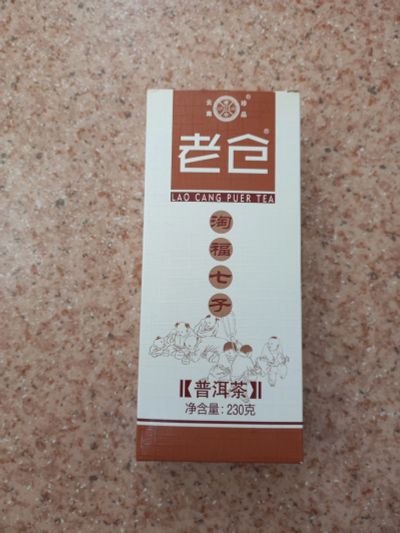 老仓®
LAO CANG PUER TEA
淘
福
七
子
普洱茶
净含量: 230克